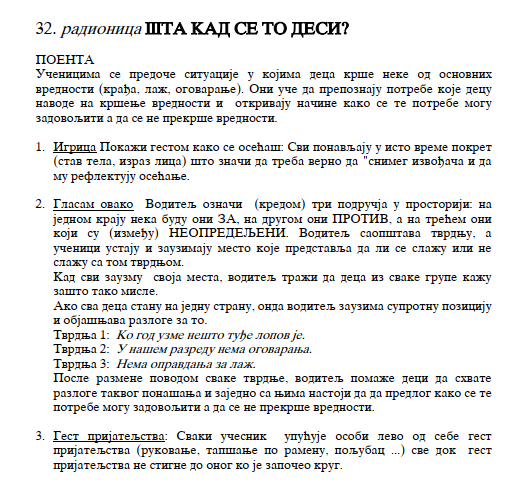 32. радионица ШТА КАД СЕ ТО ДЕСИ?
ПОЕНТА
Ученицима се предоче ситуације у којима деца крше неке од основних
вредности (крађа, лаж, оговарање). Они уче да препознају потребе које децу
наводе на кршење вредности и откривају начине како се те потребе могу
задовољити а да се не прекрше вредности.
1. Игрица Покажи гестом како се осећаш: Сви понављају у исто време покрет
(став тела, израз лица) што значи да треба верно да "снимег извођача и да
му рефлектују осећање.
2. Гласам овако Водитељ означи (кредом) три подручја у просторији: на
једном крају нека буду они ЗА, на другом они ПРОТИВ, а на трећем они
који су (између) НЕОПРЕДЕЉЕНИ. Водитељ саопштава тврдњу, а
ученици устају и заузимају место које представља да ли се слажу или не
слажу са том тврдњом.
Кад сви заузму своја места, водитељ тражи да деца из сваке групе кажу
зашто тако мисле.
Ако сва деца стану на једну страну, онда водитељ заузима супротну позицију
и објашњава разлоге за то.
Тврдња 1: Ко год узме нешто туђе лопов је.
Тврдња 2: У нашем разреду нема оговарања.
Тврдња 3: Нема оправдања за лаж.
После размене поводом сваке тврдње, водитељ помаже деци да схвате
разлоге таквог понашања и заједно са њима настоји да да предлог како се те
потребе могу задовољити а да се не прекрше вредности.
3. Гест пријатељства: Сваки учесник упућује особи лево од себе гест
пријатељства (руковање, тапшање по рамену, пољубац ...) све док гест
пријатељства не стигне до оног ко је започео круг.